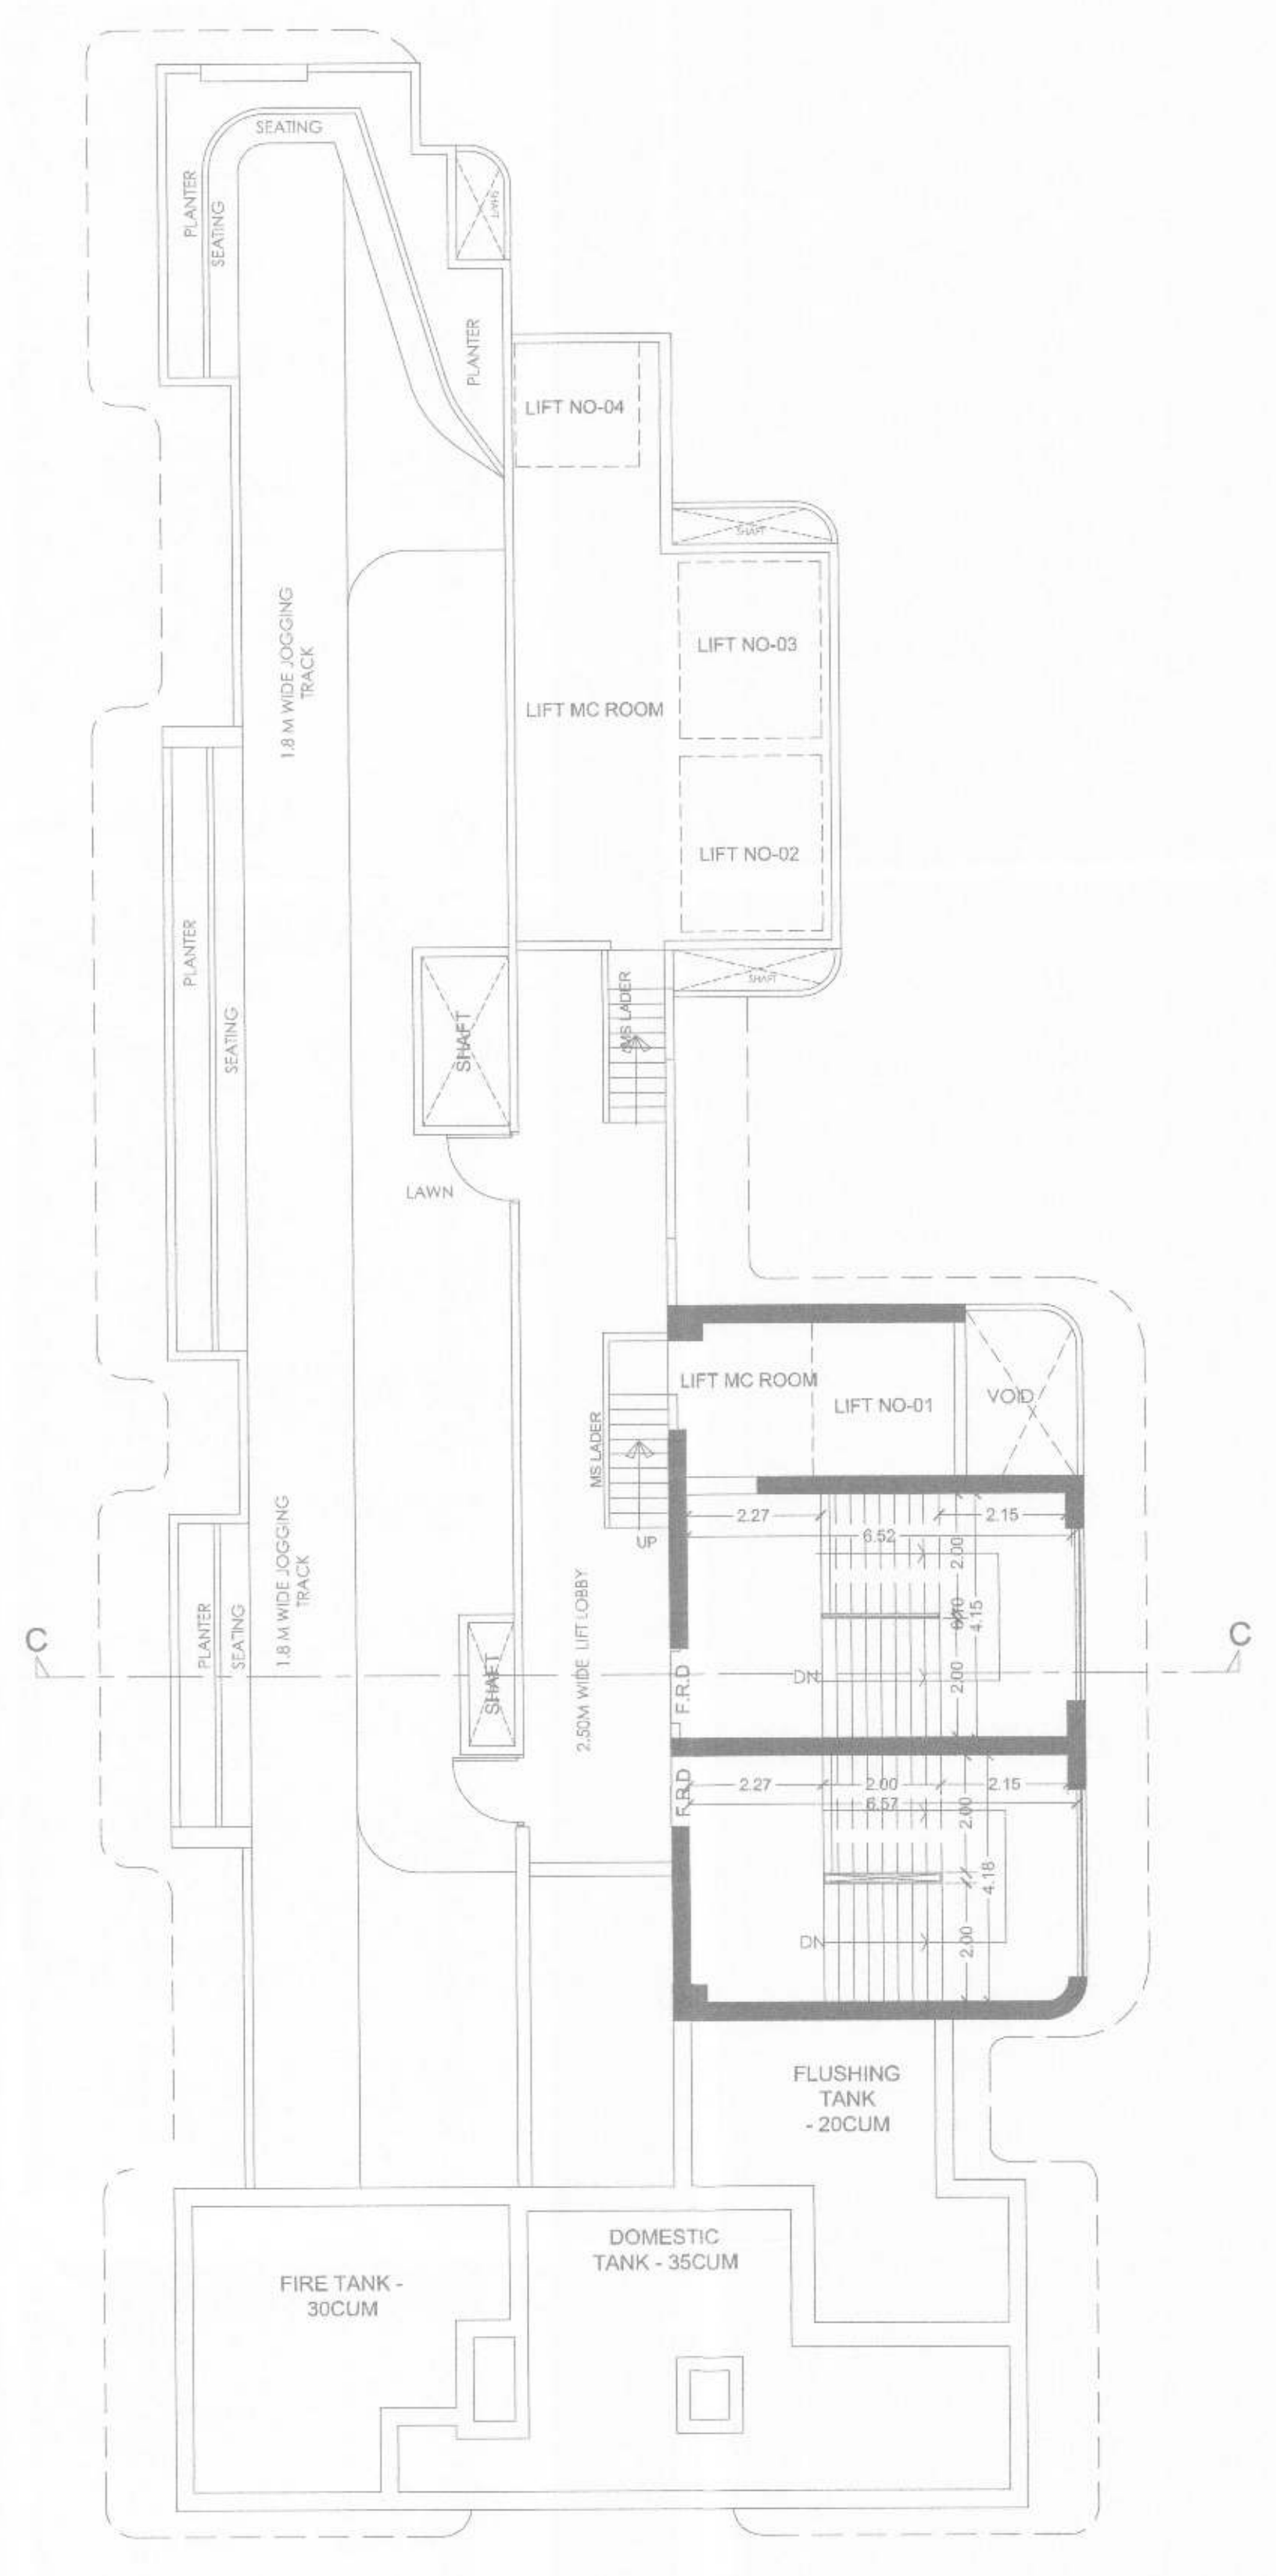 SEATING
PLANTER
SEATING
SHAFT
PLANTER
LIFT NO-04
SHAFT
1.8 M WIDE JOGGING
TRACK
LIFT NO-03
LIFT MC ROOM
LIFT NO-02
PLANTER
SEATING
SHAFT
MS LADER
SHAFT
LAWN
LIFT MC ROOM
LIFT NO-01
VOID
MS LADER
UP
1.8 M WIDE JOGGING
TRACK
2.50M WIDE LIFT LOBBY
PLANTER
SEATING
SHAFT
2.27
2.15
6.52
2.00
4.15
2.00
DN
F.R.D
C
C
F.R.D
2.27
2.00
2.15
6.57
2.00
4.18
2.00
DN
FLUSHING
TANK
- 20CUM
DOMESTIC
TANK - 35CUM
FIRE TANK -
30CUM